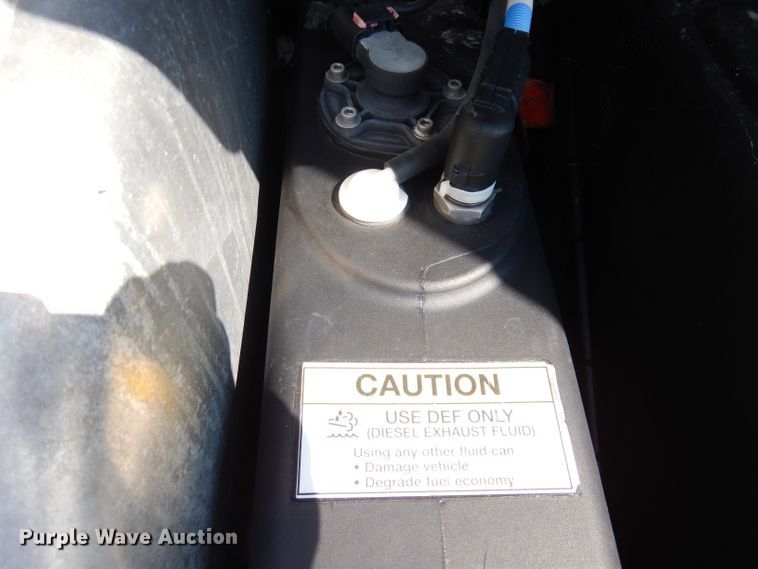 CAUTION
USE DEF ONLY
(DIESEL EXHAUST FLUID)
Using any other fluid can
• Damage vehicle
• Degrade fuel economy
Purple Wave Auction